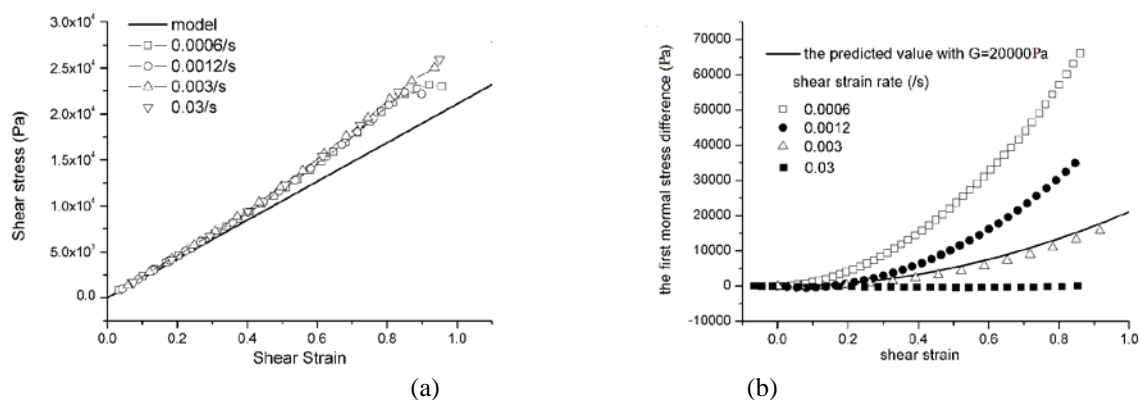 3.0x10⁴
2.5x10⁴
2.0x10⁴
1.5x10⁴
1.0x10⁴
5.0x10³
0.0
0.0 0.2 0.4 0.6 0.8 1.0
Shear stress (Pa)
Shear Strain
model
0.0006/s
0.0012/s
0.003/s
0.03/s
(a)
70000
60000
50000
40000
30000
20000
10000
0
-10000
0.0 0.2 0.4 0.6 0.8 1.0
the first mormal stress difference (Pa)
shear strain
the predicted value with G=20000Pa
shear strain rate (/s)
0.0006
0.0012
0.003
0.03
(b)